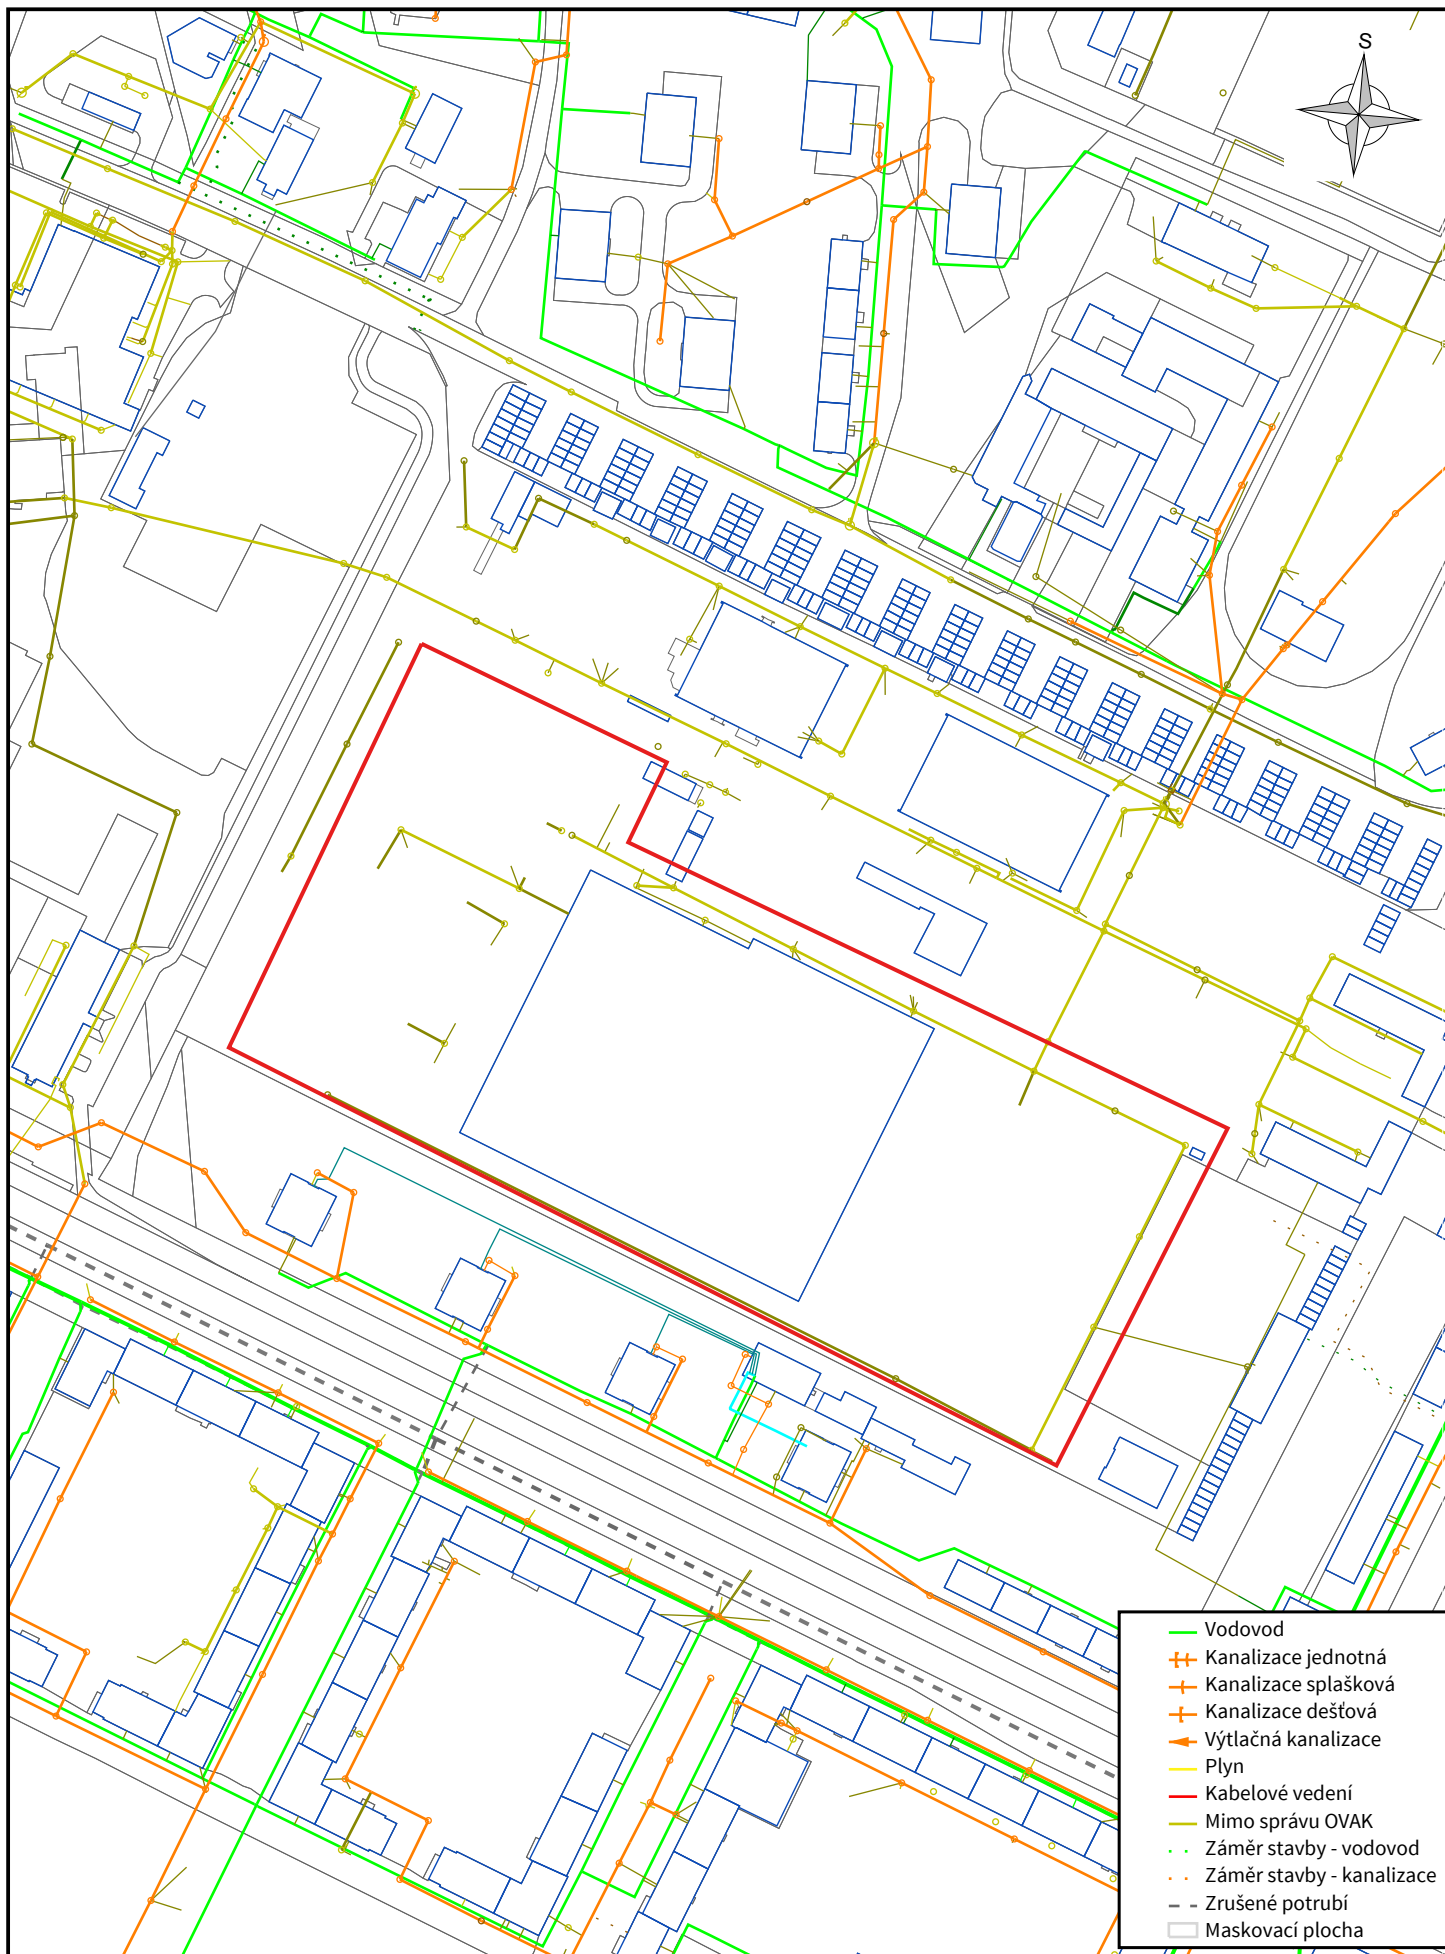 S
Vodovod
Kanalizace jednotná
Kanalizace splašková
Kanalizace dešťová
Výtlačná kanalizace
Plyn
Kabelové vedení
Mimo správu OVAK
Záměr stavby - vodovod
Záměr stavby - kanalizace
Zrušené potrubí
Maskovací plocha